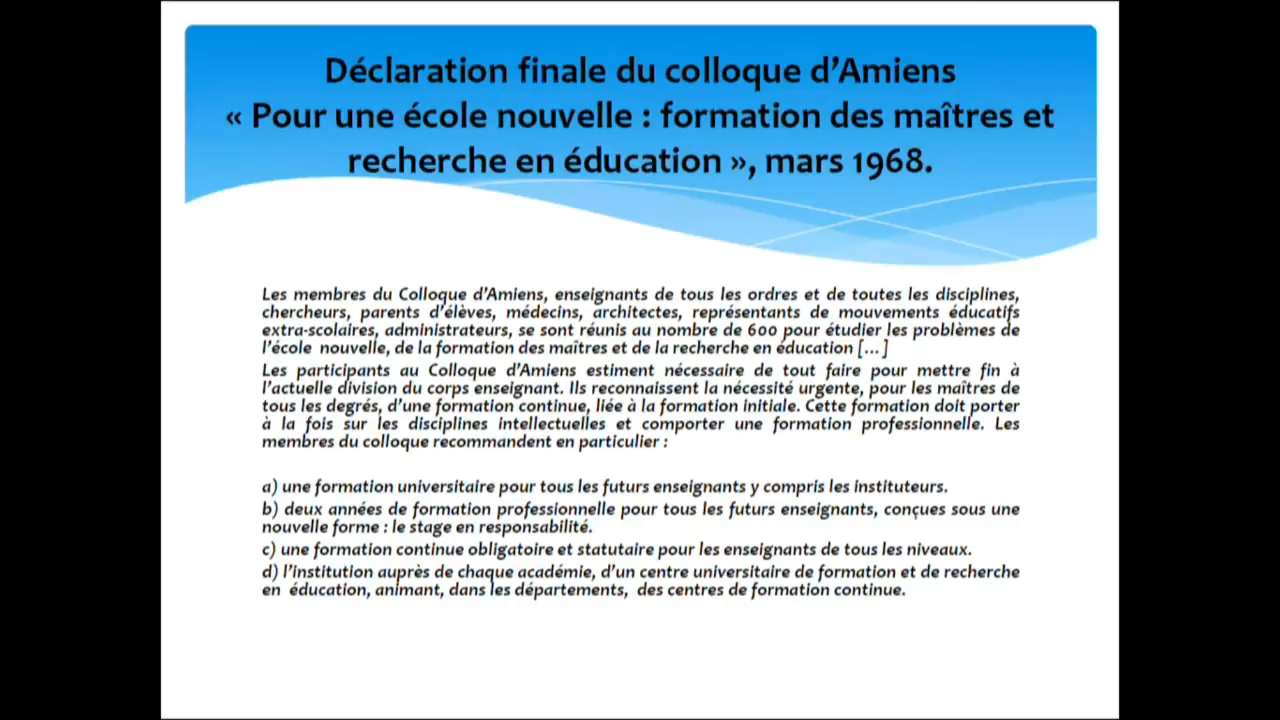 Déclaration finale du colloque d’Amiens
« Pour une école nouvelle : formation des maîtres et
recherche en éducation », mars 1968.
Les membres du Colloque d’Amiens, enseignants de tous les ordres et de toutes les disciplines,
chercheurs, parents d’élèves, médecins, architectes, représentants de mouvements éducatifs
extra-scolaires, administrateurs, se sont réunis au nombre de 600 pour étudier les problèmes de
l’école nouvelle, de la formation des maîtres et de la recherche en éducation [...]
Les participants au Colloque d’Amiens estiment nécessaire de tout faire pour mettre fin à
l’actuelle division du corps enseignant. Ils reconnaissent la nécessité urgente, pour les maîtres de
tous les degrés, d’une formation continue, liée à la formation initiale. Cette formation doit porter
à la fois sur les disciplines intellectuelles et comporter une formation professionnelle. Les
membres du colloque recommandent en particulier :
a) une formation universitaire pour tous les futurs enseignants y compris les instituteurs.
b) deux années de formation professionnelle pour tous les futurs enseignants, conçues sous une
nouvelle forme : le stage en responsabilité.
c) une formation continue obligatoire et statutaire pour les enseignants de tous les niveaux.
d) l’institution auprès de chaque académie, d’un centre universitaire de formation et de recherche
en éducation, animant, dans les départements, des centres de formation continue.